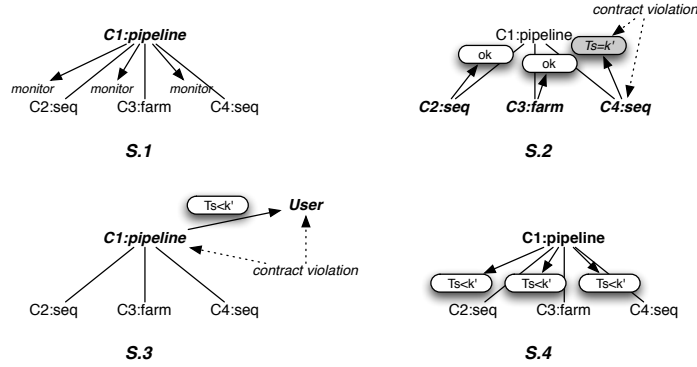 C1:pipeline
monitor monitor monitor
C2:seq C3:farm C4:seq
S.1
contract violation
C1:pipeline
Ts=k'
ok
ok
C2:seq C3:farm C4:seq
S.2
Ts<k'
User
C1:pipeline
contract violation
C2:seq C3:farm C4:seq
S.3
C1:pipeline
Ts<k' Ts<k' Ts<k'
C2:seq C3:farm C4:seq
S.4